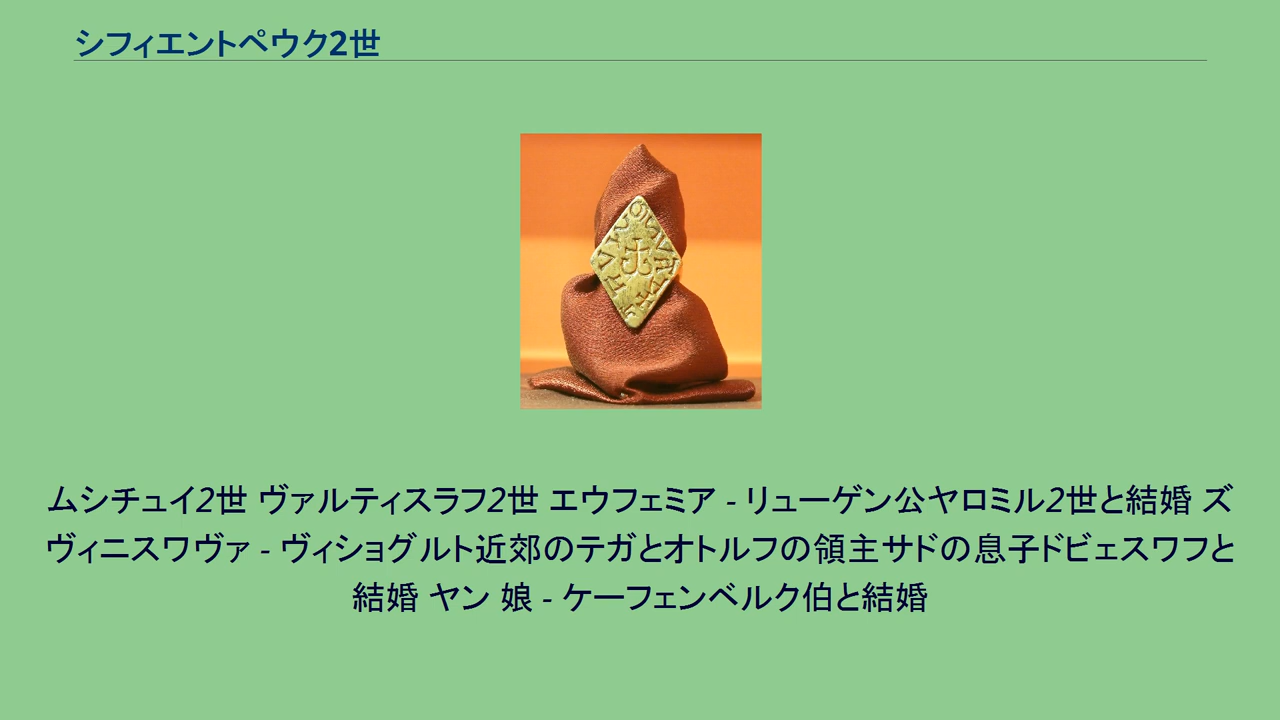 シフィエントペウク2世
ムシチュイ2世 ヴァルティスラフ2世 エウフェミア - リューゲン公ヤロミル2世と結婚 ズ
ヴィニスワヴァ - ヴィショグルト近郊のテガとオトルフの領主サドの息子ドビェスワフと
結婚 ヤン 娘 - ケーフェンベルク伯と結婚